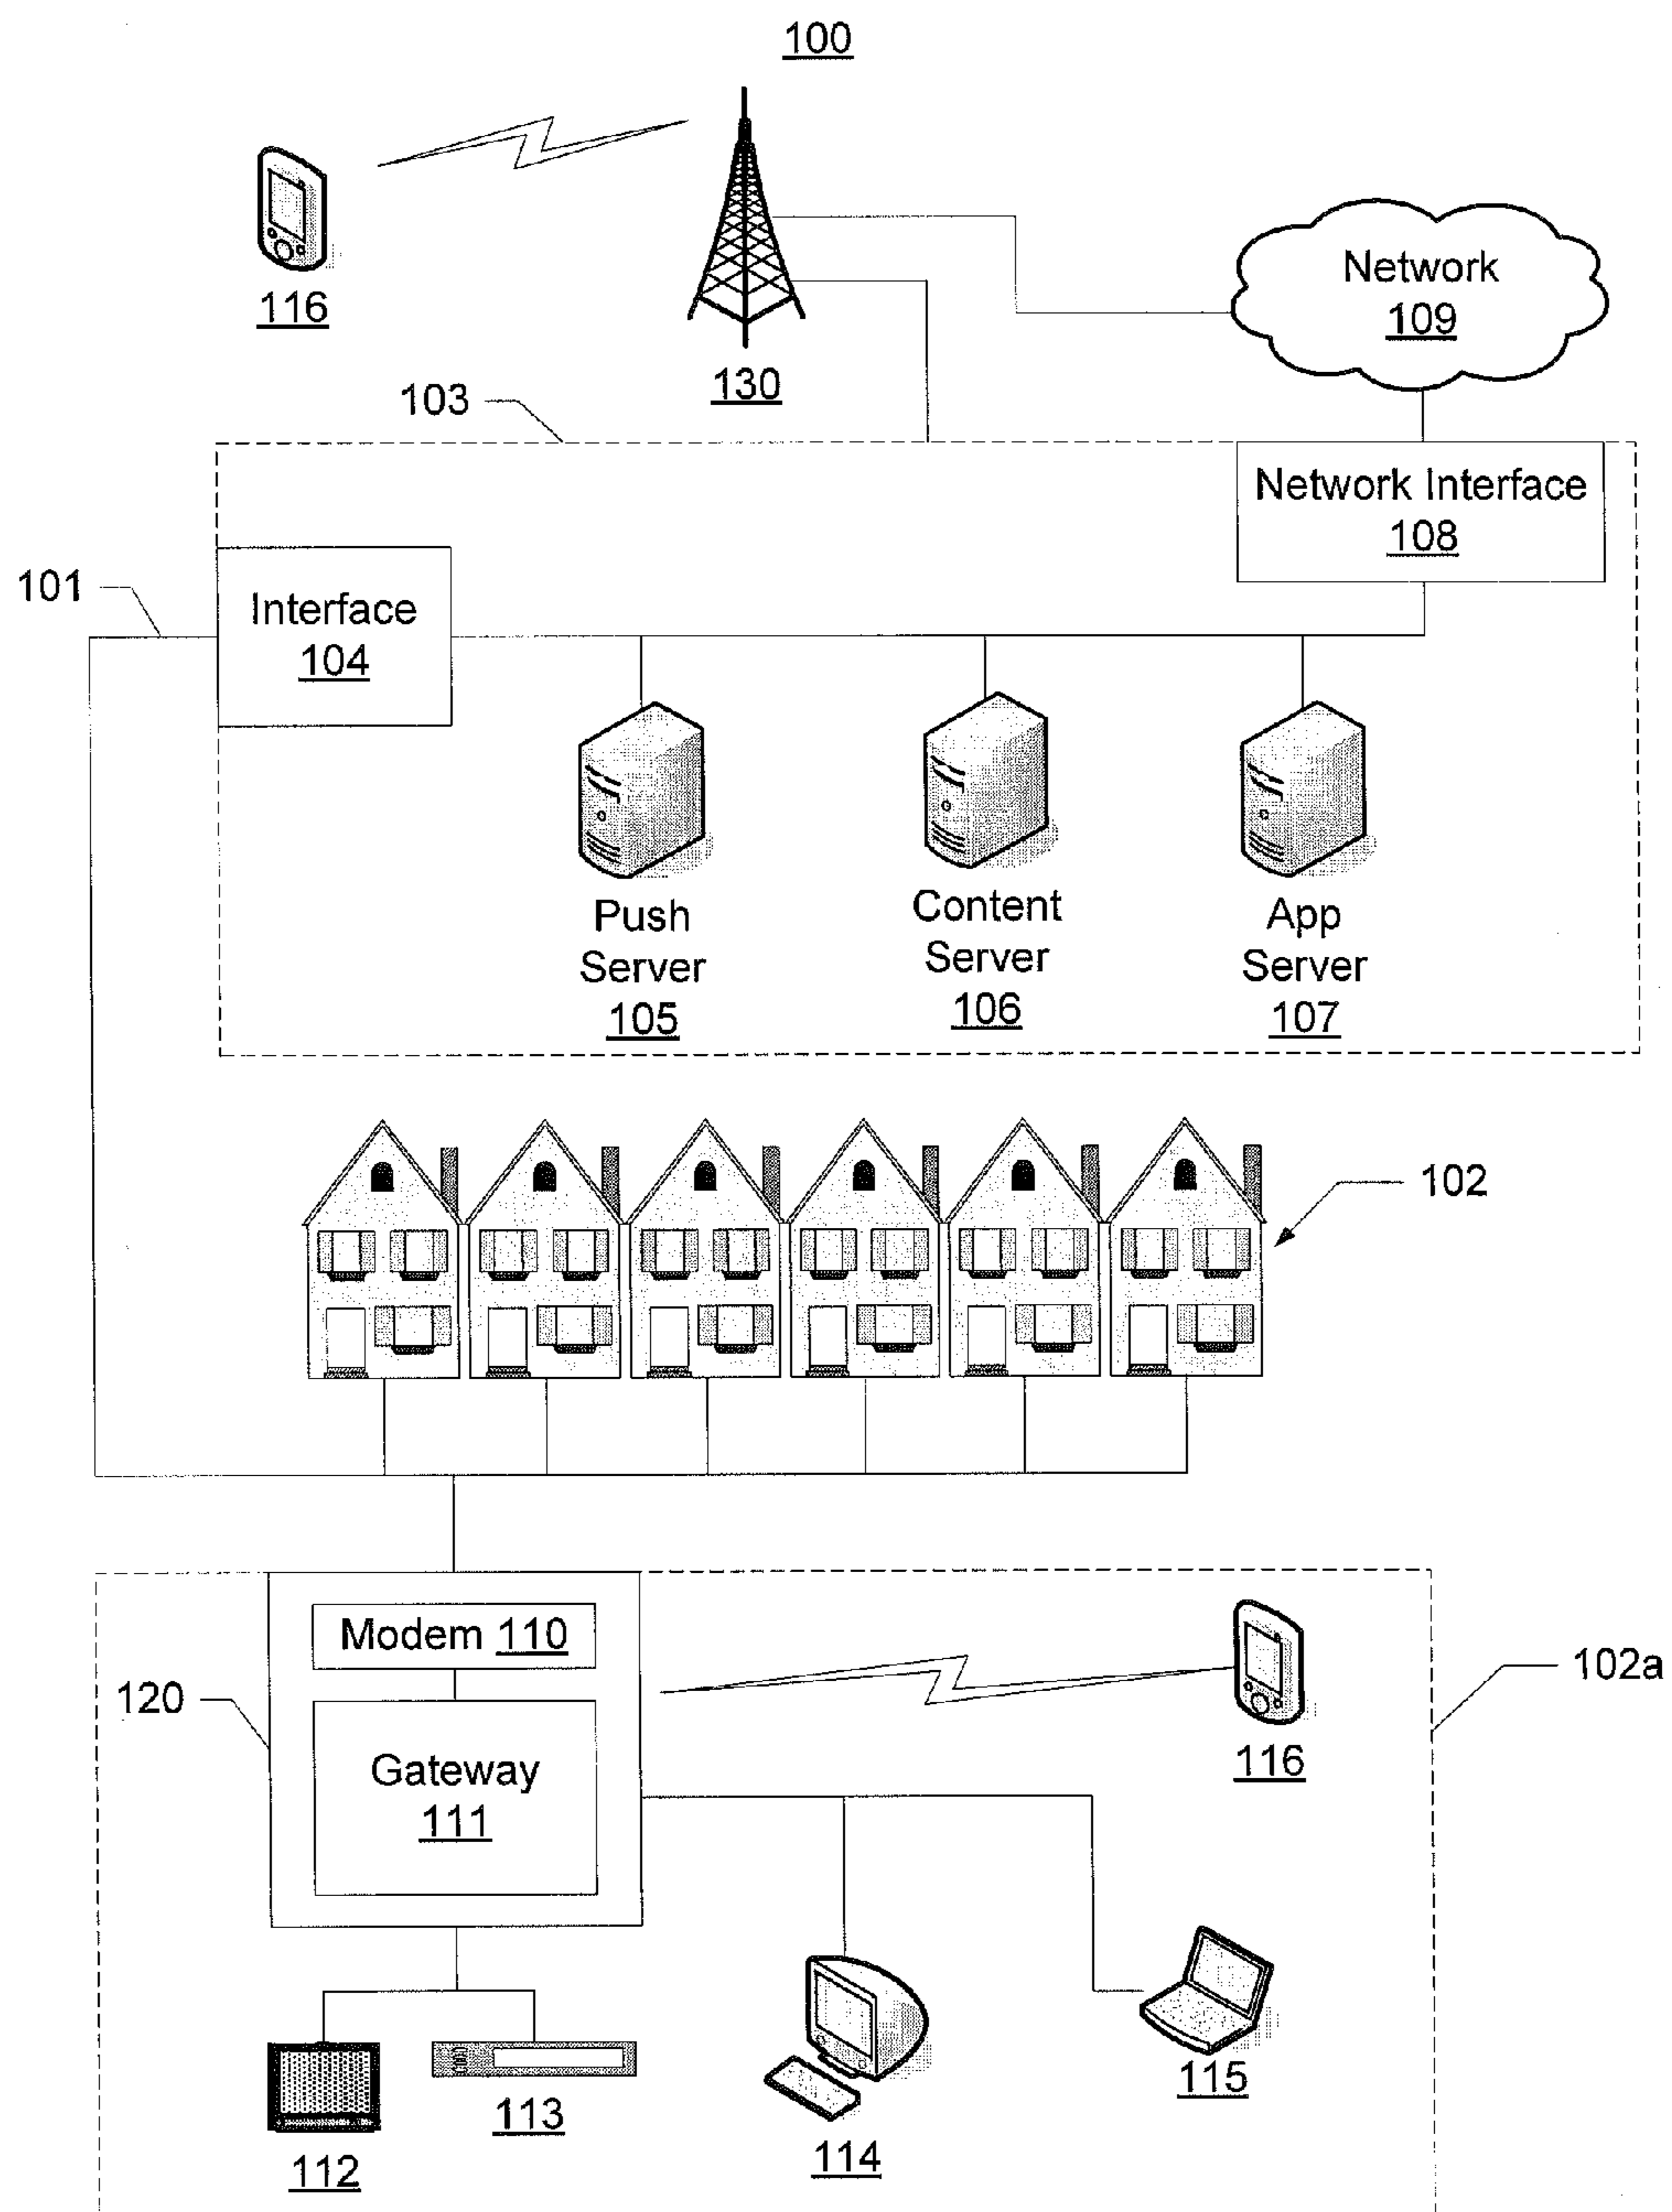 100
116
130
Network
109
103
Network Interface
108
101
Interface
104
Push
Server
105
Content
Server
106
App
Server
107
102
Modem 110
120
Gateway
111
116
102a
112
113
114
115